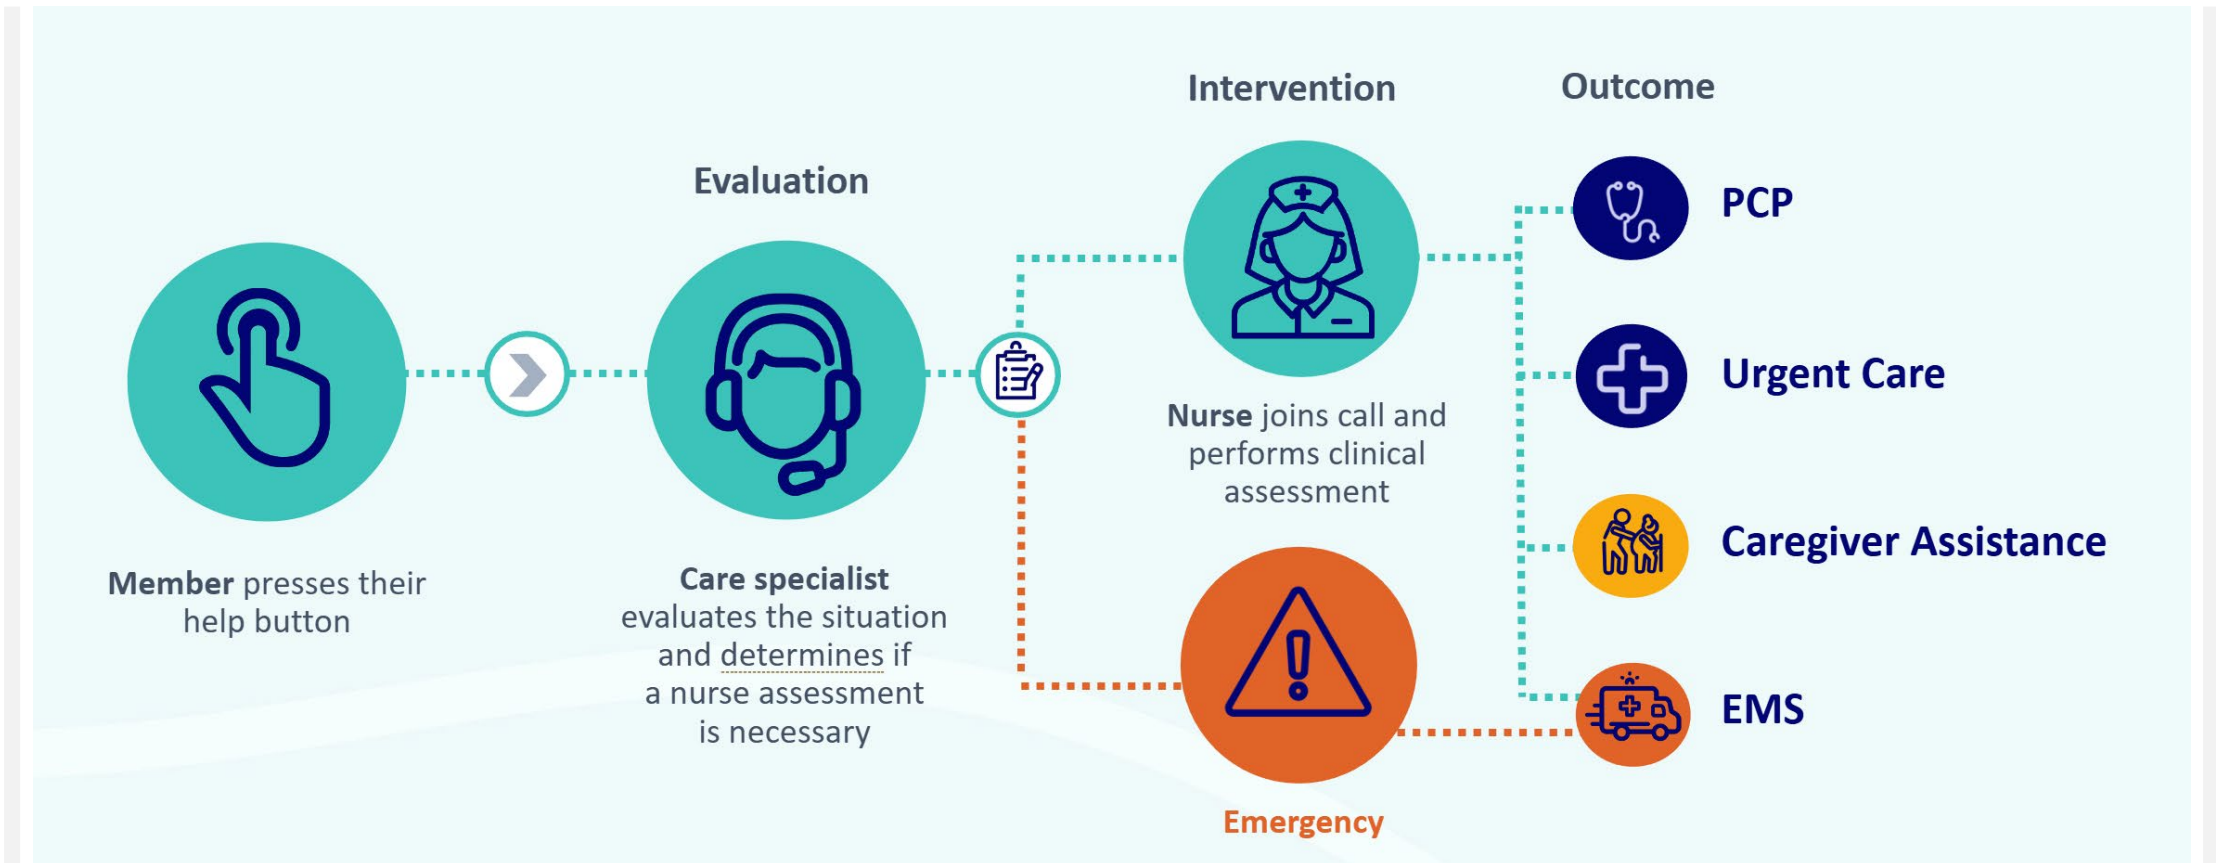 Evaluation
Intervention
Outcome
Member presses their
help button
Care specialist
evaluates the situation
and determines if
a nurse assessment
is necessary
Nurse joins call and
performs clinical
assessment
Emergency
PCP
Urgent Care
Caregiver Assistance
EMS